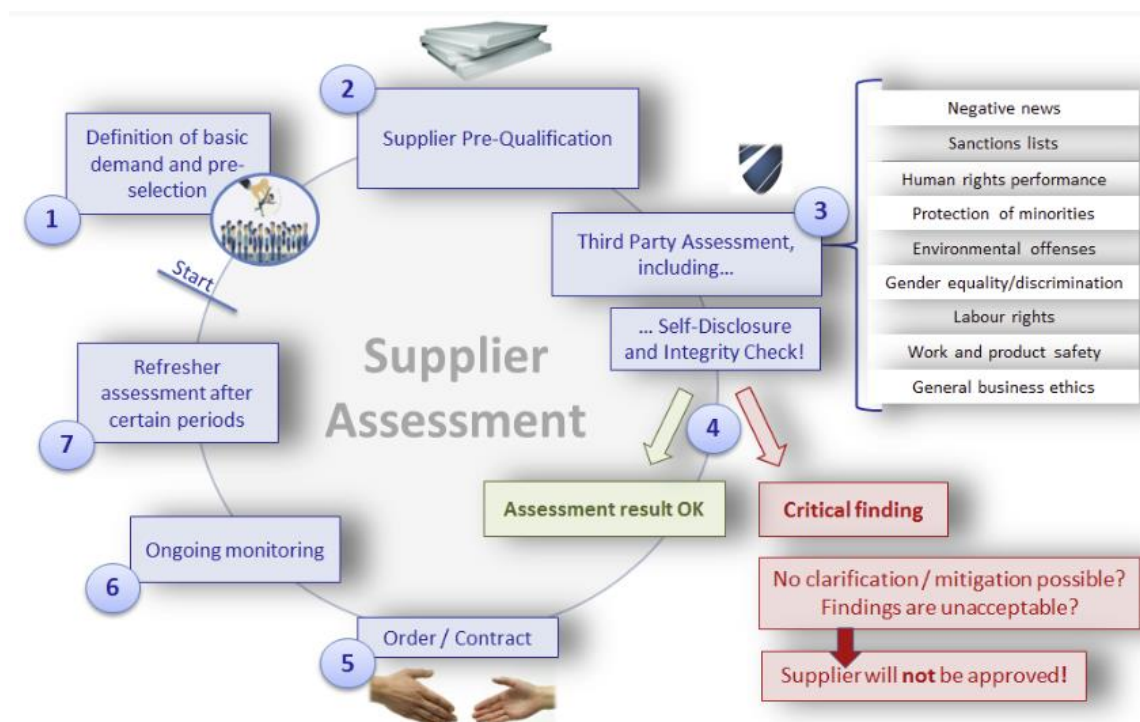 2
Supplier Pre-Qualification
Definition of basic
demand and pre-
selection
1
Start
3
Third Party Assessment,
including…
… Self-Disclosure
and Integrity Check!
Negative news
Sanctions lists
Human rights performance
Protection of minorities
Environmental offenses
Gender equality/discrimination
Labour rights
Work and product safety
General business ethics
Supplier
Assessment
4
Assessment result OK
Critical finding
No clarification / mitigation possible?
Findings are unacceptable?
Supplier will not be approved!
Order / Contract
5
Ongoing monitoring
6
Refresher
assessment after
certain periods
7